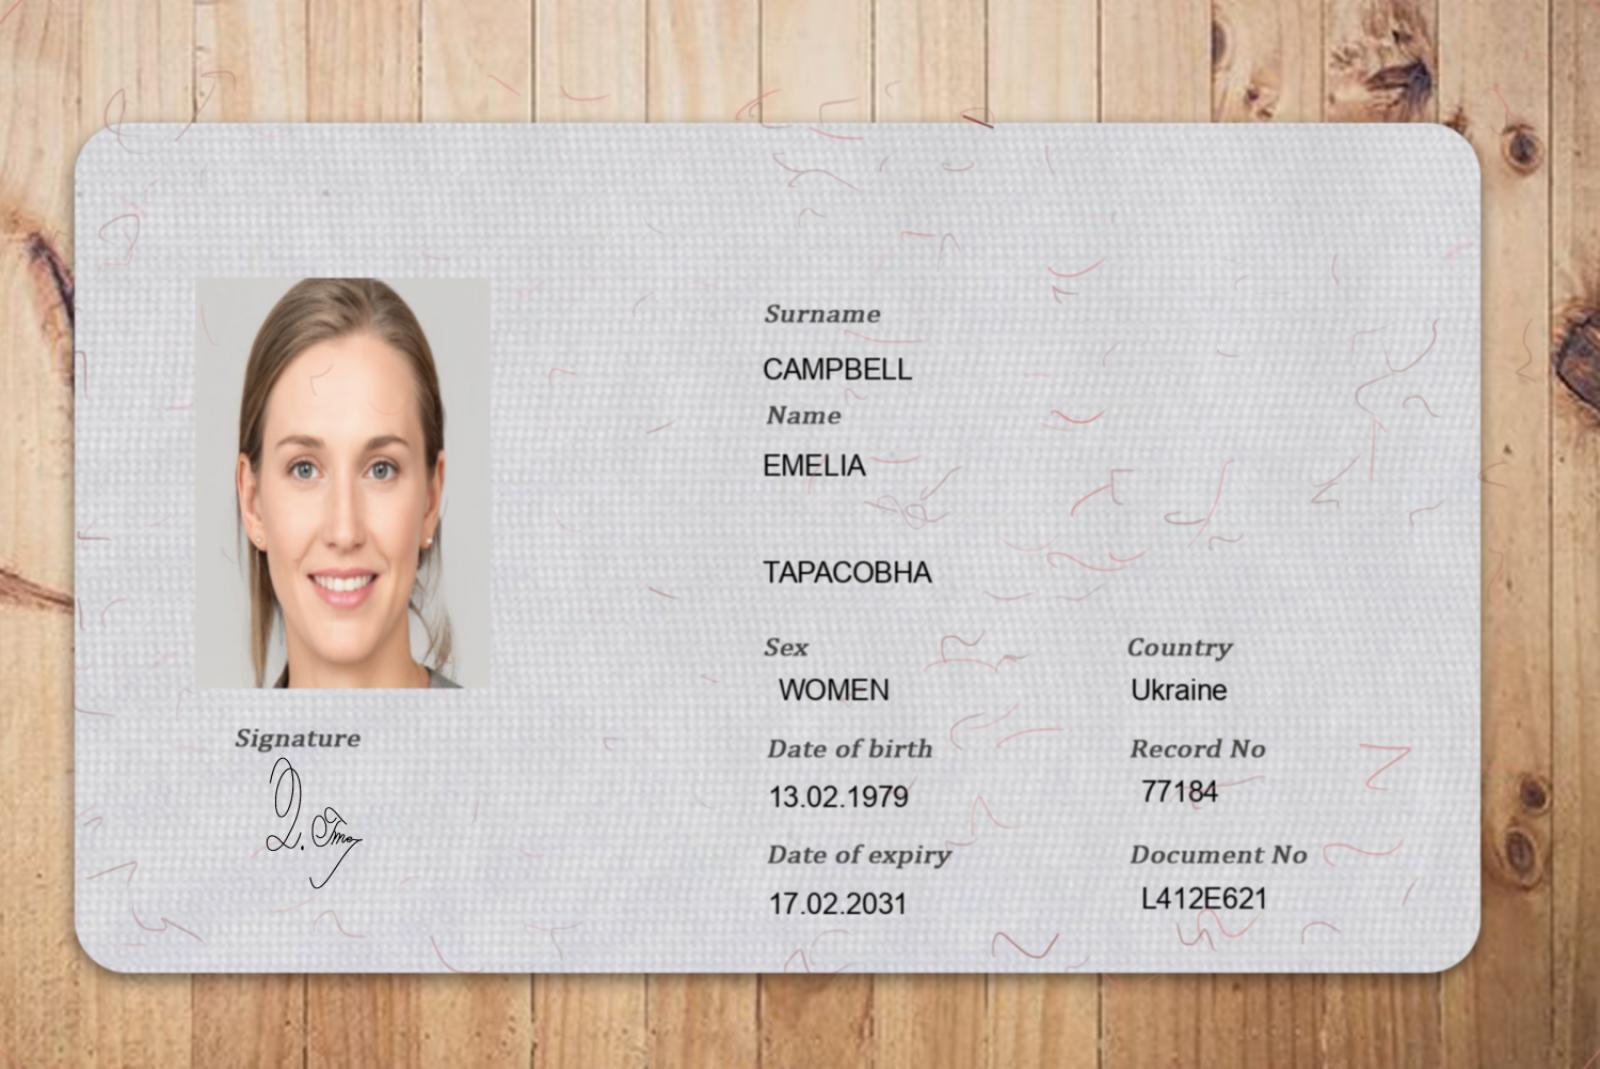 Surname
CAMPBELL
Name
EMELIA
TAPACOBHA
Sex
Country
WOMEN
Ukraine
Date of birth
Record No
13.02.1979
77184
Date of expiry
Document No
17.02.2031
L412E621
Signature